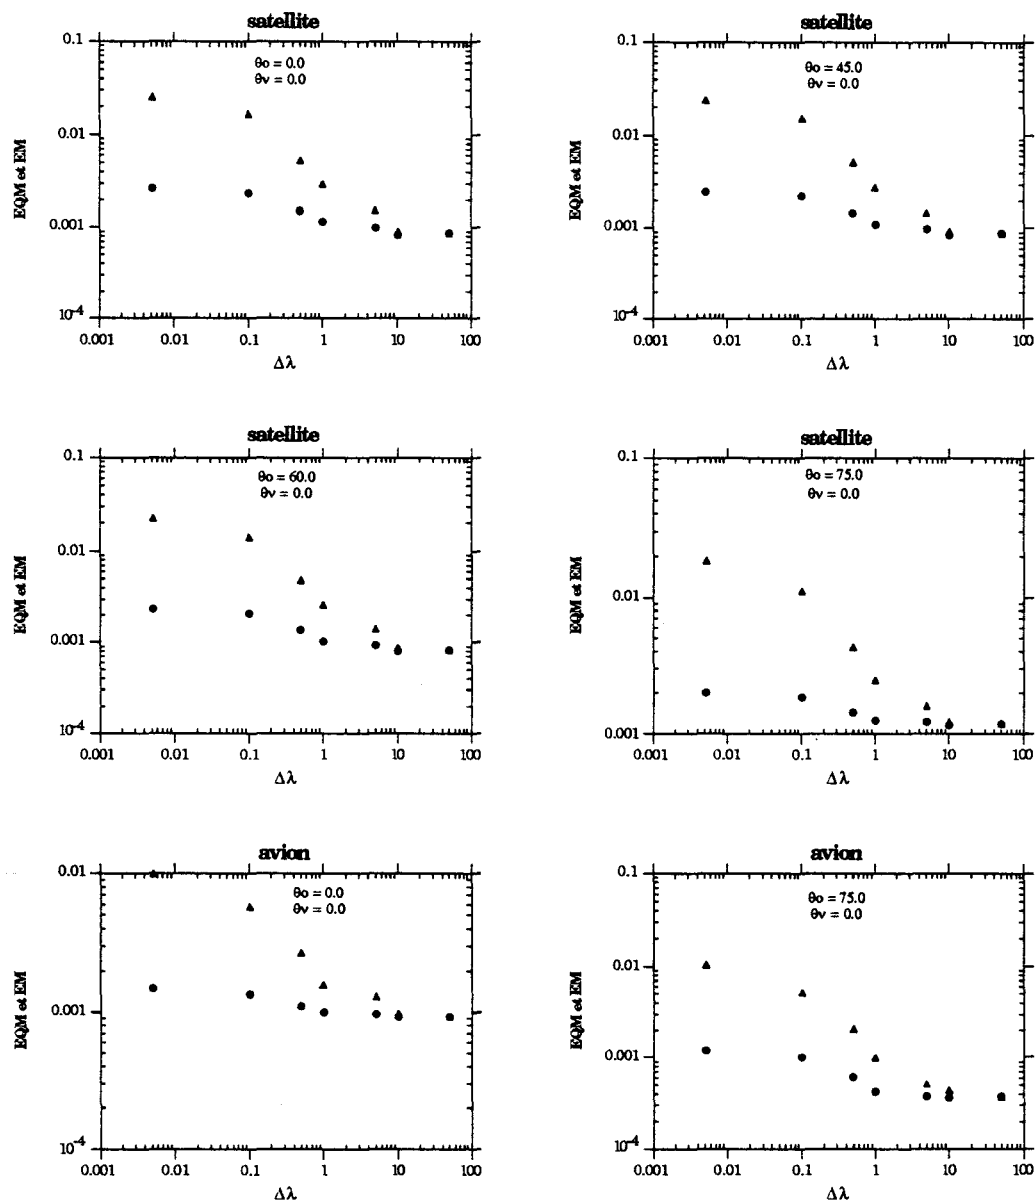 satellite
0.1
θo = 0.0
θv = 0.0
0.01
EQM et EM
0.001
10-4
0.001 0.01 0.1 1 10 100
Δλ
satellite
0.1
θo = 45.0
θv = 0.0
0.01
EQM et EM
0.001
10-4
0.001 0.01 0.1 1 10 100
Δλ
satellite
0.1
θo = 60.0
θv = 0.0
0.01
EQM et EM
0.001
10-4
0.001 0.01 0.1 1 10 100
Δλ
satellite
0.1
θo = 75.0
θv = 0.0
0.01
EQM et EM
0.001
0.001 0.01 0.1 1 10 100
Δλ
avion
0.01
θo = 0.0
θv = 0.0
EQM et EM
0.001
10-4
0.001 0.01 0.1 1 10 100
Δλ
avion
0.1
θo = 75.0
θv = 0.0
0.01
EQM et EM
0.001
10-4
0.001 0.01 0.1 1 10 100
Δλ